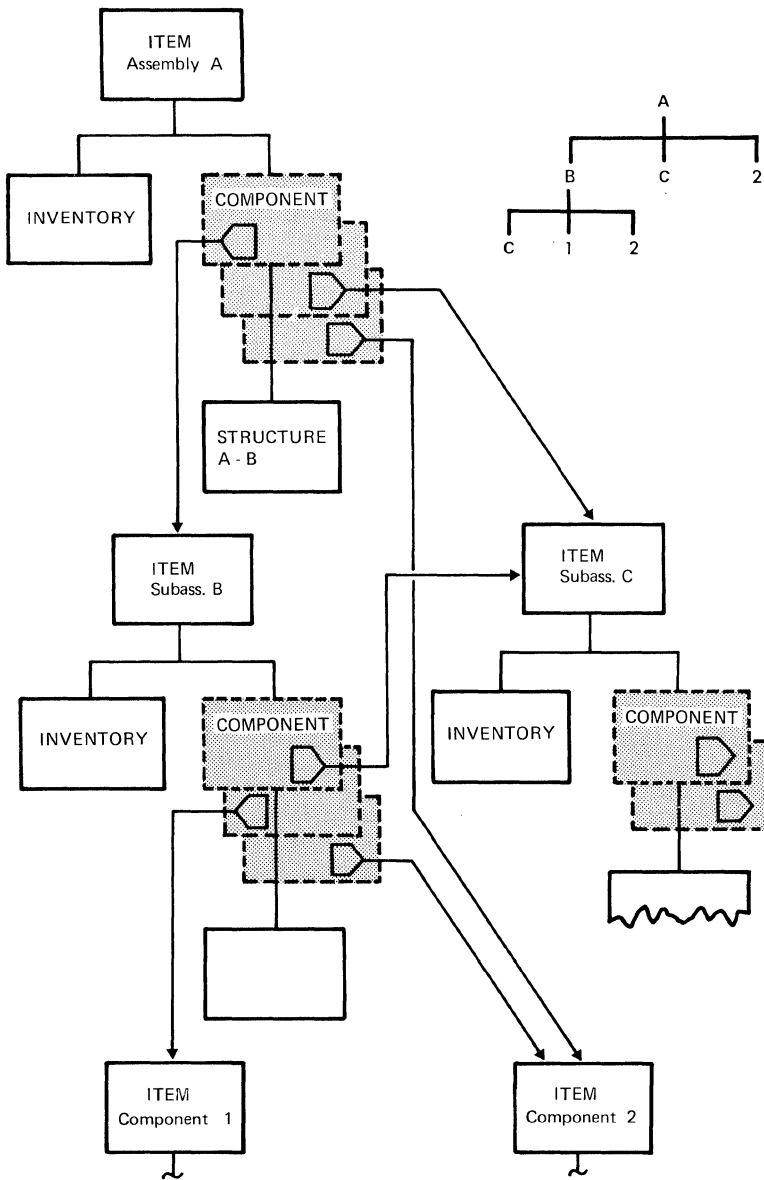 ITEM
Assembly A
A
INVENTORY
COMPONENT
B C 2
C 1 2
STRUCTURE
A - B
ITEM
Subass. B
ITEM
Subass. C
INVENTORY
COMPONENT
INVENTORY
COMPONENT
ITEM
Component 1
ITEM
Component 2